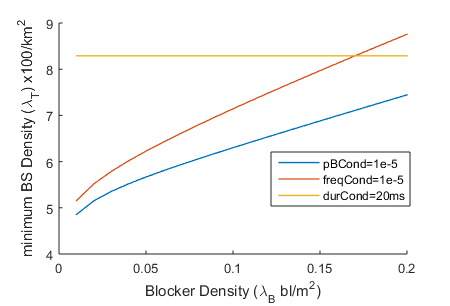 minimum BS Density (λ_T) x100/km²
9
8
7
6
5
4
pBCond=1e-5
freqCond=1e-5
durCond=20ms
0
0.05
0.1
0.15
0.2
Blocker Density (λ_B bl/m²)